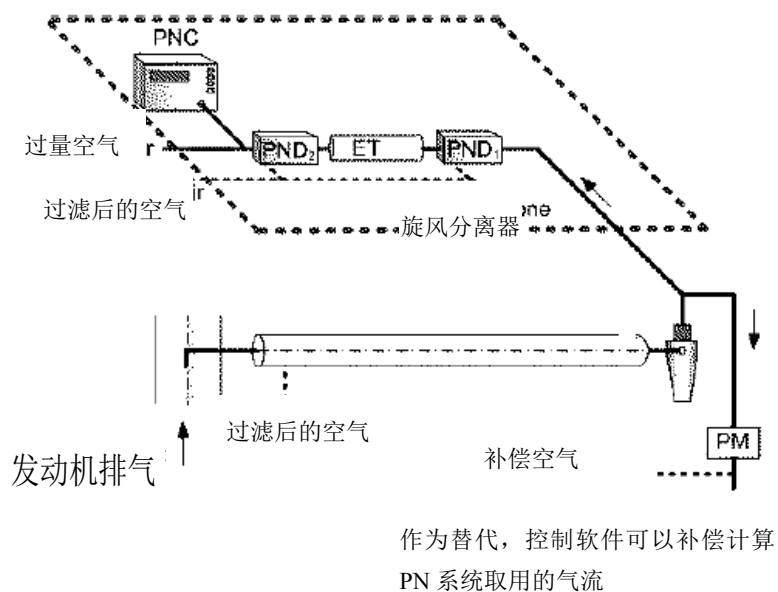 PNC
过量空气 r
PND₂ ET PND₁
ir
过滤后的空气
旋风分离器 one
过滤后的空气
发动机排气
补偿空气
PM
作为替代，控制软件可以补偿计算
PN 系统取用的气流